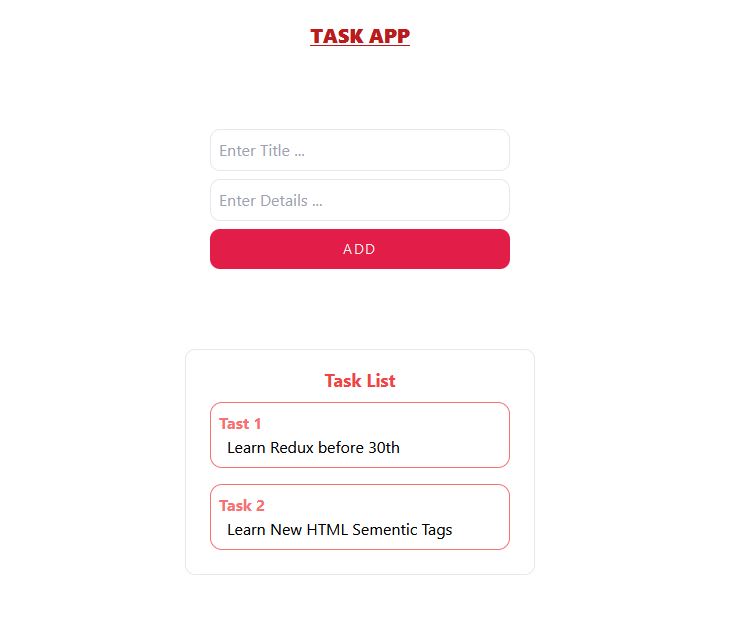 TASK APP
Enter Title ...
Enter Details ...
ADD
Task List
Tast 1
Learn Redux before 30th
Task 2
Learn New HTML Sementic Tags